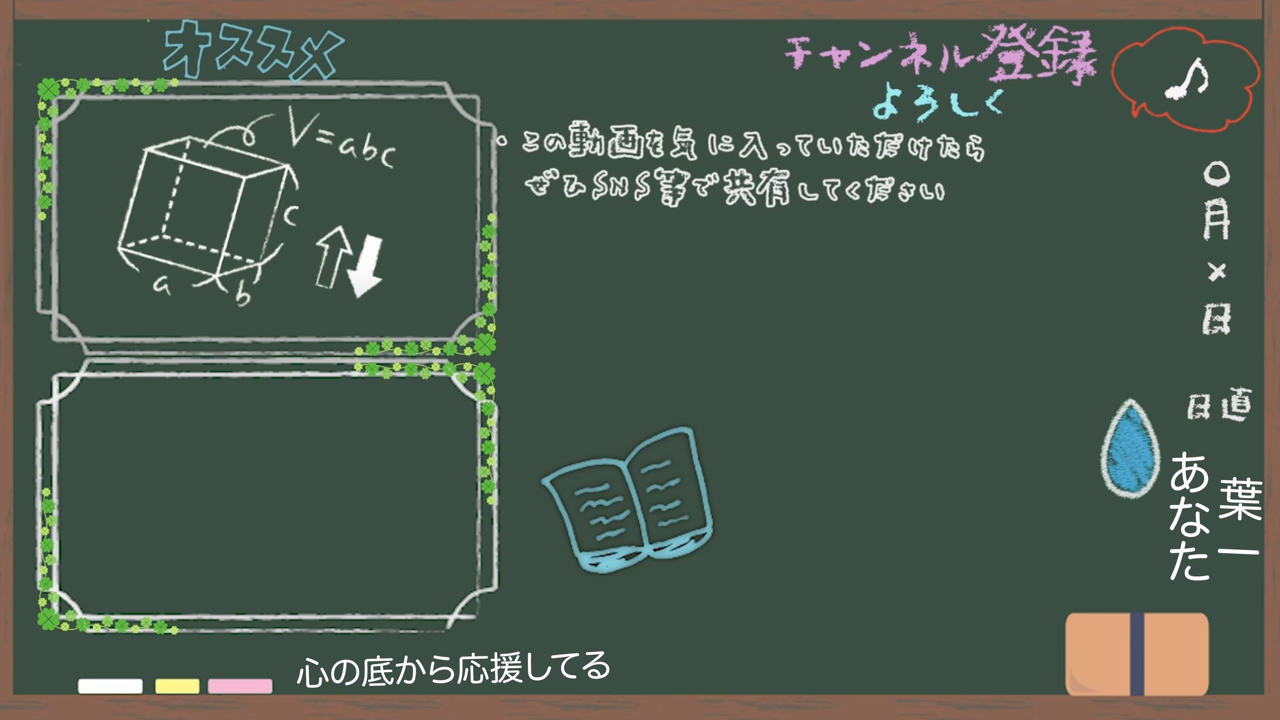 オススメ
V=abc
a
b
c
チャンネル登録
よろしく
・この動画を気に入っていただけたら
ぜひSNS等で共有してください
○月×日
日直
葉一
あなた
心の底から応援してる